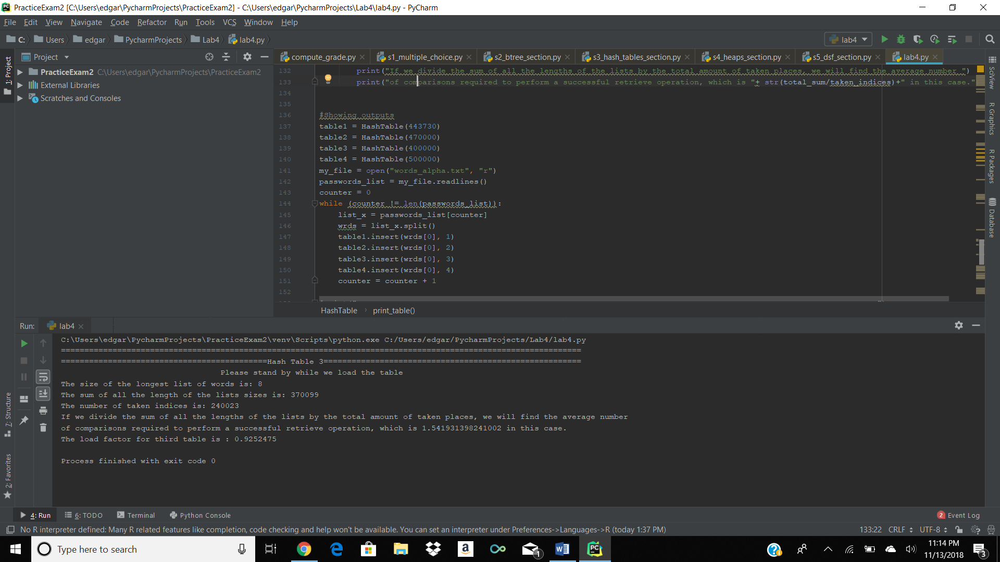 PracticeExam2 [C:\Users\edgar\PycharmProjects\PracticeExam2] - C:\Users\edgar\PycharmProjects\Lab4\lab4.py - PyCharm
File Edit View Navigate Code Refactor Run Tools VCS Window Help
C: Users edgar PycharmProjects Lab4 lab4.py
lab4
Project
compute_grade.py s1_multiple_choice.py s2_btree_section.py s3_hash_tables_section.py s4_heaps_section.py s5_dsf_section.py lab4.py
1: Project
PracticeExam2 C:\Users\edgar\PycharmProjects\PracticeExam2
External Libraries
Scratches and Consoles
132 print("If we divide the sum of all the lengths of the lists by the total amount of taken places, we will find the average number ")
133 print("of comparisons required to perform a successful retrieve operation, which is "+ str(total_sum/taken_indices)+" in this case."
134
135
136 #Showing outputs
137 table1 = HashTable(443730)
138 table2 = HashTable(470000)
139 table3 = HashTable(400000)
140 table4 = HashTable(500000)
141 my_file = open("words_alpha.txt", "r")
142 passwords_list = my_file.readlines()
143 counter = 0
144 while (counter != len(passwords_list)):
145 list_x = passwords_list[counter]
146 wrds = list_x.split()
147 table1.insert(wrds[0], 1)
148 table2.insert(wrds[0], 2)
149 table3.insert(wrds[0], 3)
150 table4.insert(wrds[0], 4)
151 counter = counter + 1
152
HashTable print_table()
SciView
R Graphics
R Packages
Database
Run: lab4
C:\Users\edgar\PycharmProjects\PracticeExam2\venv\Scripts\python.exe C:/Users/edgar/PycharmProjects/Lab4/lab4.py
===============================================================================================================
============================================Hash Table 3=======================================================
Please stand by while we load the table
The size of the longest list of words is: 8
The sum of all the length of the lists sizes is: 370099
The number of taken indices is: 240023
If we divide the sum of all the lengths of the lists by the total amount of taken places, we will find the average number
of comparisons required to perform a successful retrieve operation, which is 1.541931398241002 in this case.
The load factor for third table is : 0.9252475
Process finished with exit code 0
7: Structure
2: Favorites
4: Run 6: TODO Terminal Python Console
2 Event Log
No R interpreter defined: Many R related features like completion, code checking and help won't be available. You can set an interpreter under Preferences->Languages->R (today 1:37 PM)
133:22 CRLF UTF-8
Type here to search
1
11:14 PM
11/13/2018
3